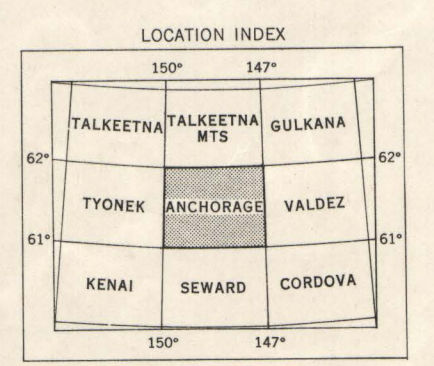 LOCATION INDEX
150° 147°
TALKEETNA TALKEETNA MTS GULKANA
62° 62°
TYONEK ANCHORAGE VALDEZ
61° 61°
KENAI SEWARD CORDOVA
150° 147°